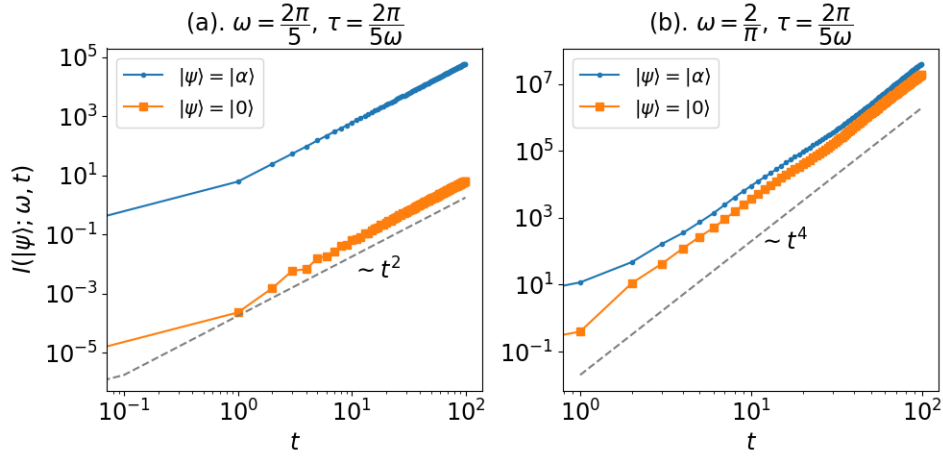 (a). ω = 2π/5, τ = 2π/5ω
I(|ψ⟩; ω, t)
10^5
10^3
10^1
10^−1
10^−3
10^−5
|ψ⟩ = |α⟩
|ψ⟩ = |0⟩
~ t^2
10^−1 10^0 10^1 10^2
t
(b). ω = 2/π, τ = 2π/5ω
10^7
10^5
10^3
10^1
10^−1
|ψ⟩ = |α⟩
|ψ⟩ = |0⟩
~ t^4
10^0 10^1 10^2
t